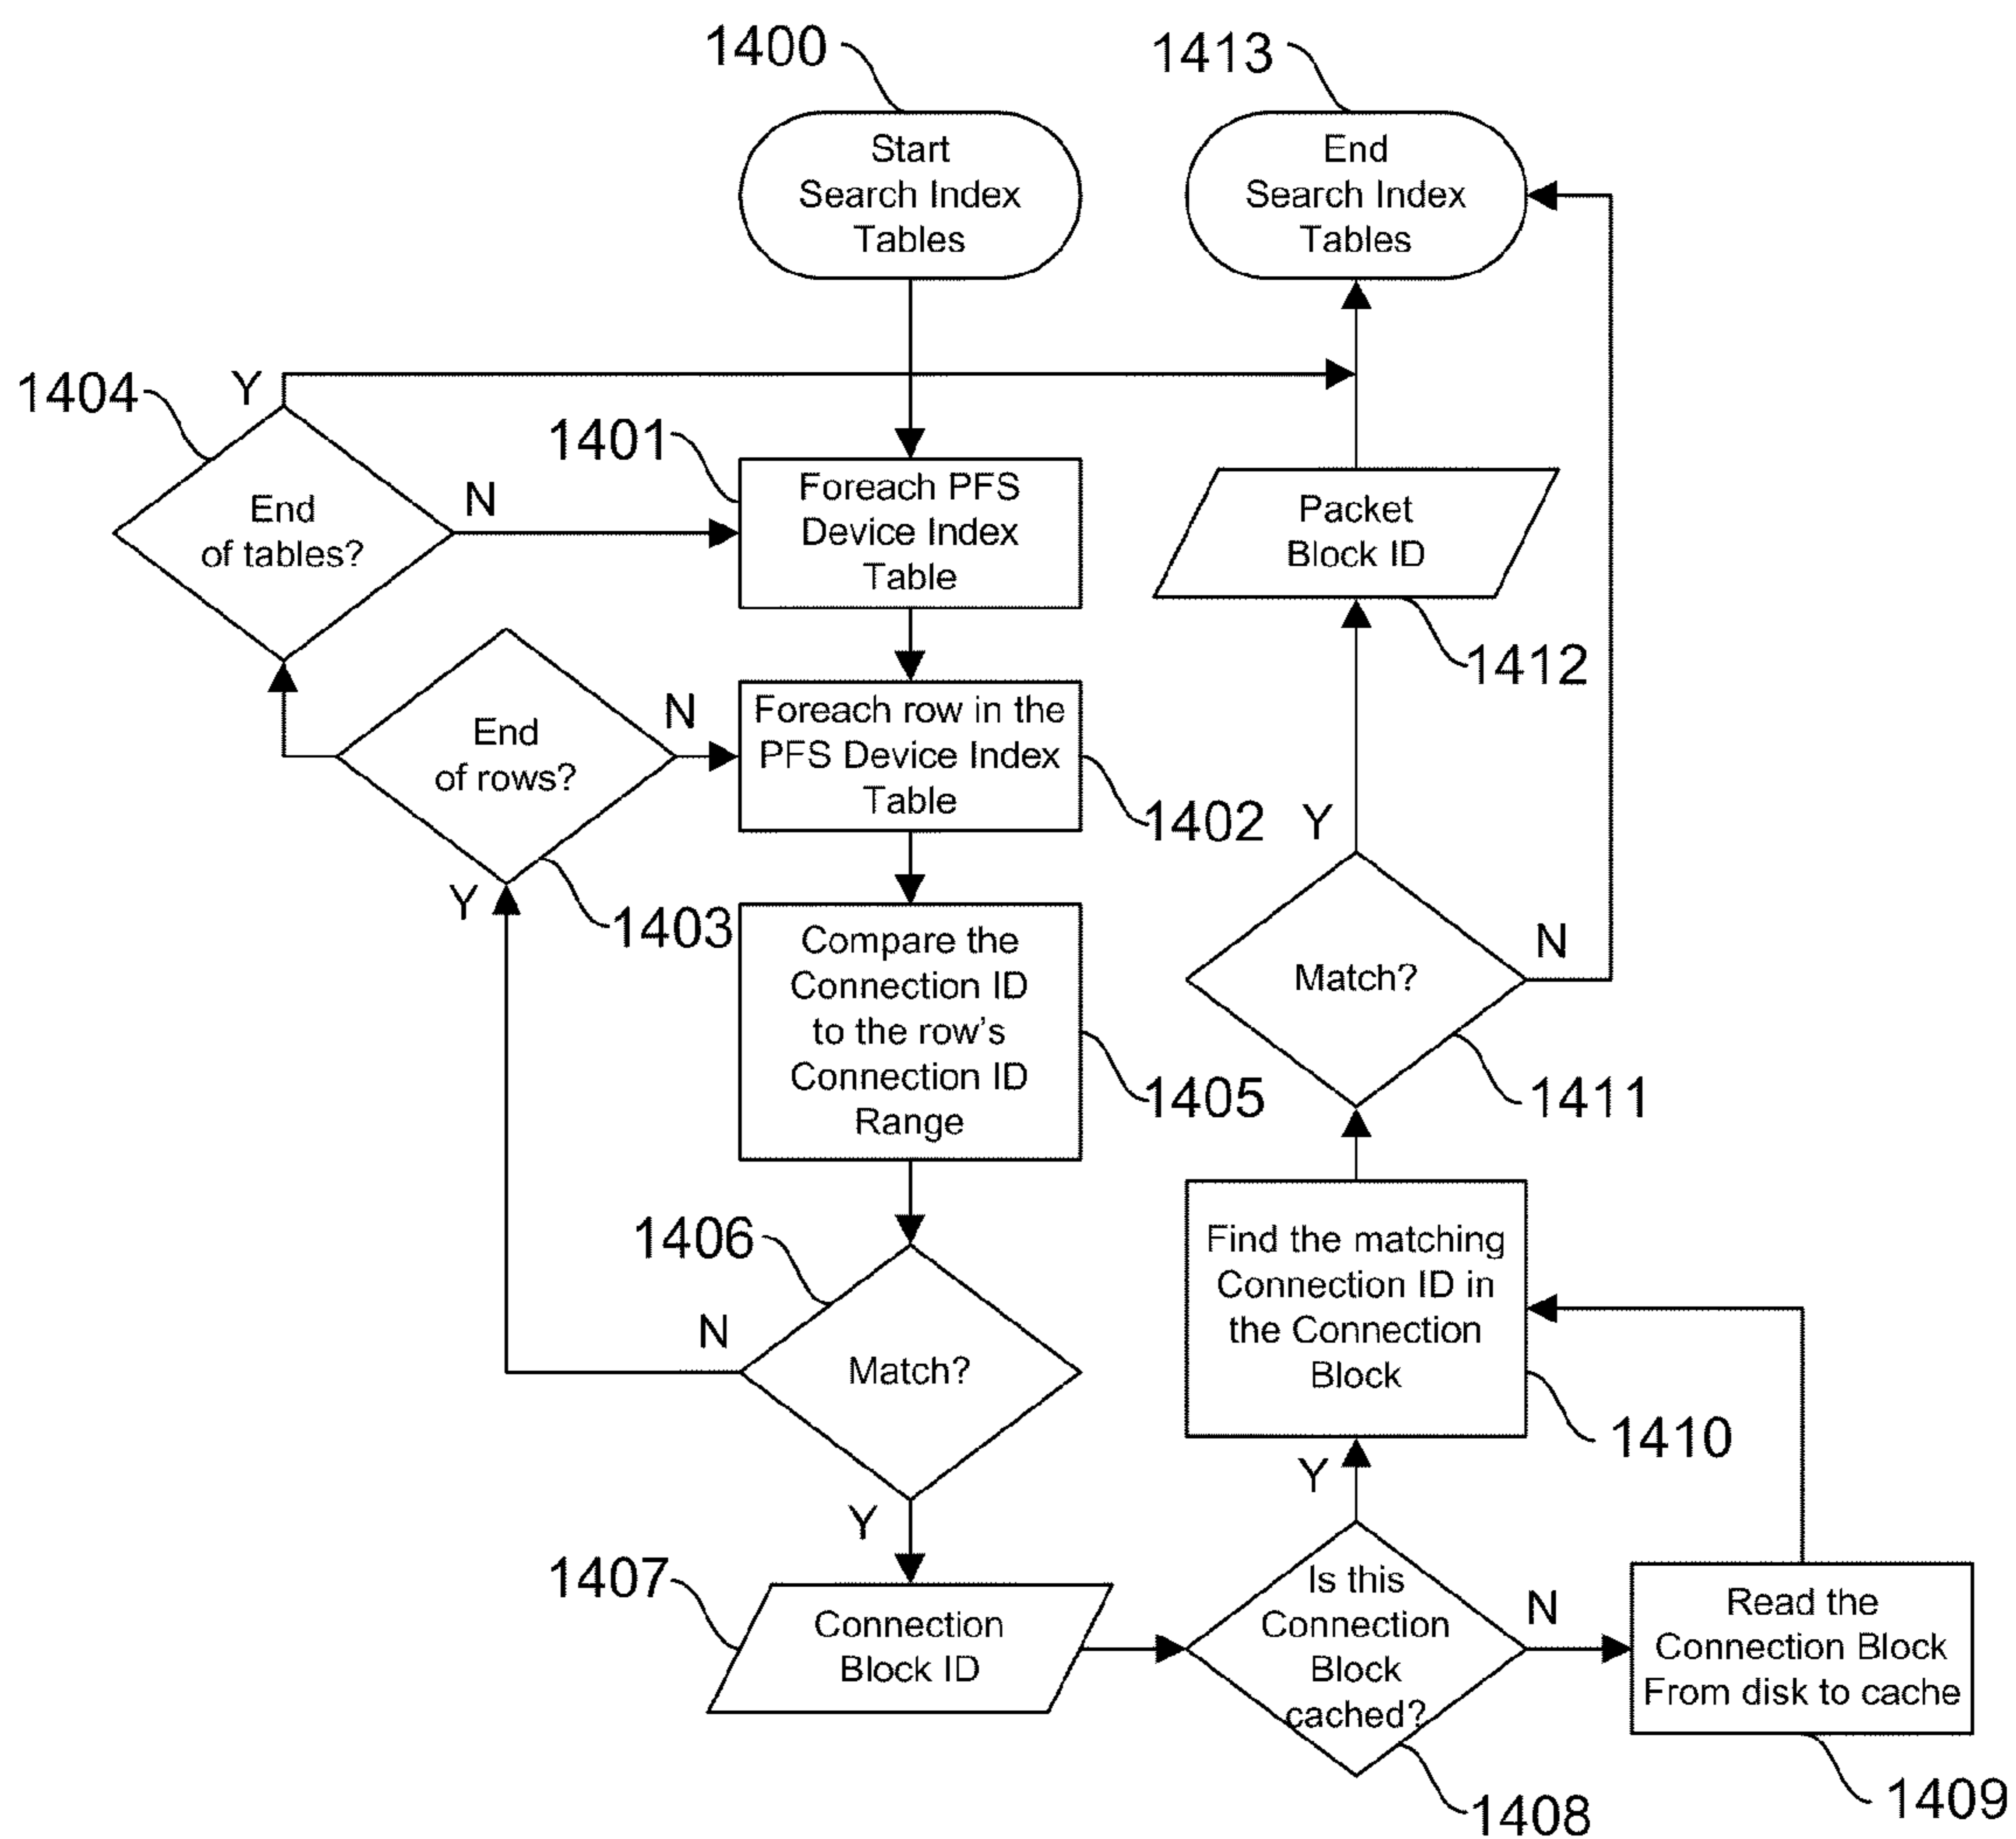 1400
1413
Start
Search Index
Tables
End
Search Index
Tables
1404
Y
1401
End
of tables?
N
Foreach PFS
Device Index
Table
Packet
Block ID
1412
End
of rows?
N
Foreach row in the
PFS Device Index
Table
1402
Y
1403
Compare the
Connection ID
to the row's
Connection ID
Range
1405
Y
Match?
N
1411
1406
N
Match?
Y
Find the matching
Connection ID in
the Connection
Block
1410
1407
Connection
Block ID
Y
Is this
Connection
Block
cached?
N
1408
Read the
Connection Block
From disk to cache
1409